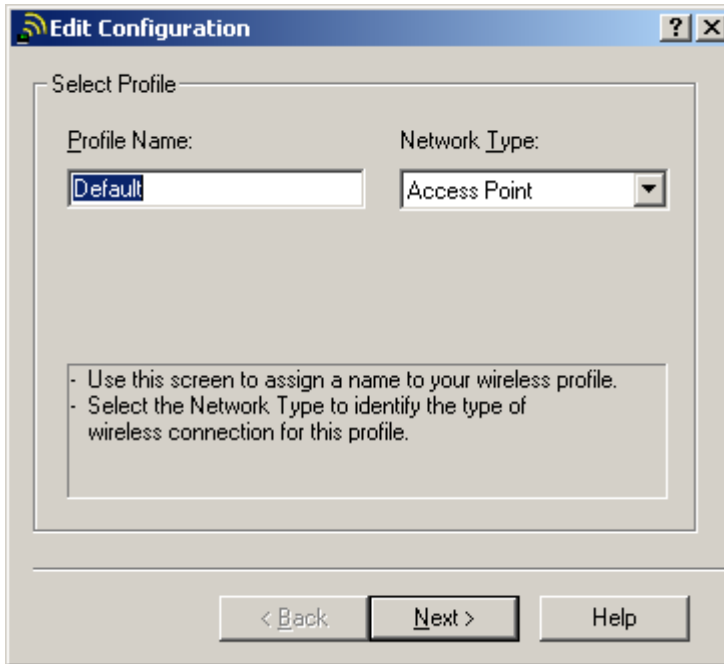 Edit Configuration
Select Profile
Profile Name: Network Type:
Default Access Point
- Use this screen to assign a name to your wireless profile.
- Select the Network Type to identify the type of
wireless connection for this profile.
< Back Next > Help